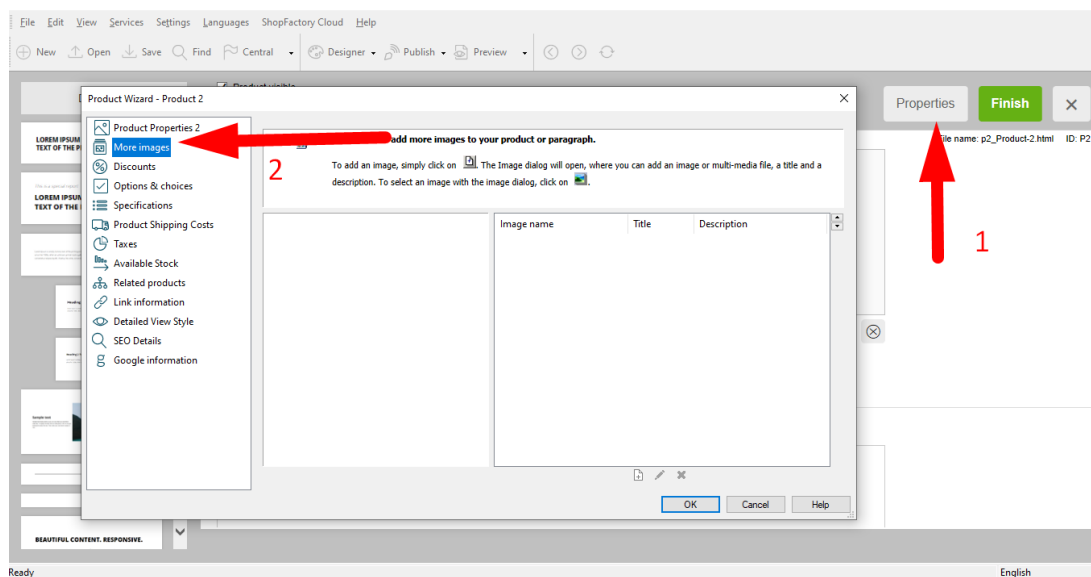 File Edit View Services Settings Languages ShopFactory Cloud Help
New Open Save Find Central Designer Publish Preview
Product Wizard - Product 2
Properties Finish
File name: p2_Product-2.html ID: P2
Product Properties 2
More images
Discounts
Options & choices
Specifications
Product Shipping Costs
Taxes
Available Stock
Related products
Link information
Detailed View Style
SEO Details
Google information
add more images to your product or paragraph.
To add an image, simply click on . The Image dialog will open, where you can add an image or multi-media file, a title and a
description. To select an image with the image dialog, click on .
2
1
Image name Title Description
OK Cancel Help
LOREM IPSUM
TEXT OF THE
LOREM IPSUM
TEXT OF THE
BEAUTIFUL CONTENT. RESPONSIVE.
Ready English